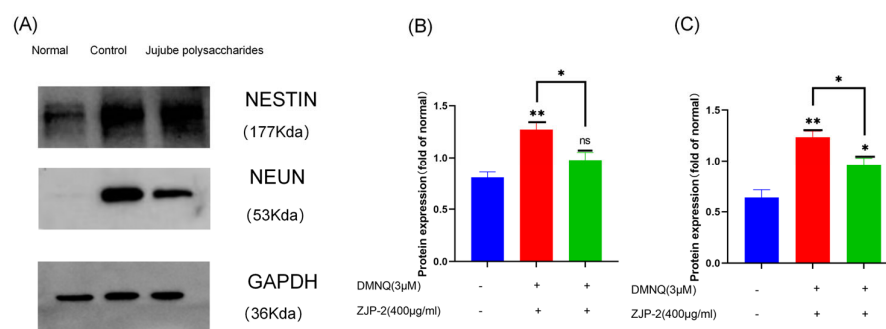 (A)
Normal Control Jujube polysaccharides
NESTIN
(177Kda)
NEUN
(53Kda)
GAPDH
(36Kda)
(B)
Protein expression(fold of normal)
1.5
1.0
0.5
0.0
*
**
ns
DMNQ(3μM) - + +
ZJP-2(400μg/ml) - + +
(C)
Protein expression(fold of normal)
1.5
1.0
0.5
0.0
*
**
*
DMNQ(3μM) - + +
ZJP-2(400μg/ml) - + +